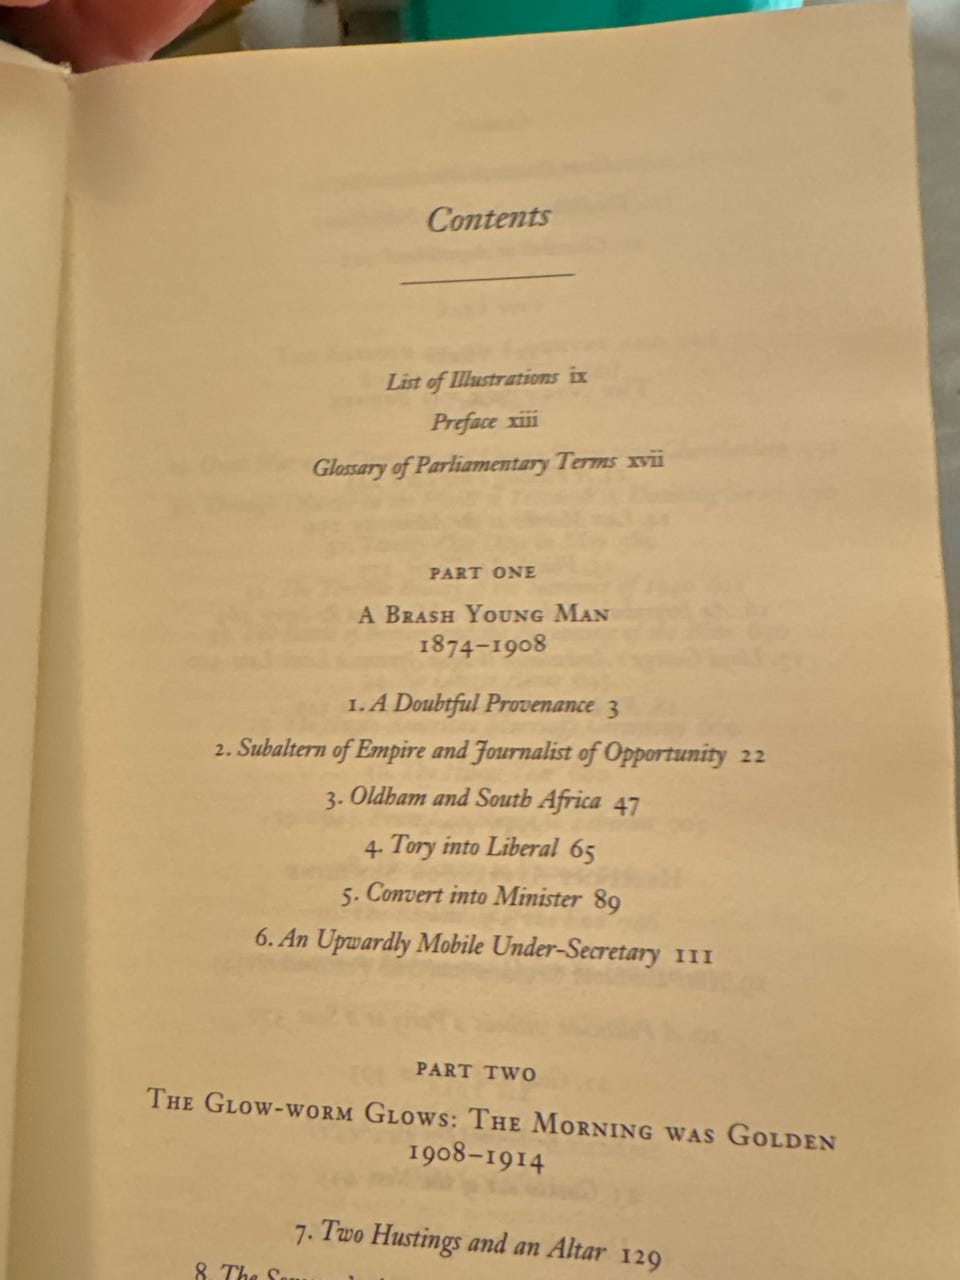 Contents
List of Illustrations ix
Preface xiii
Glossary of Parliamentary Terms xvii
PART ONE
A Brash Young Man
1874–1908
1. A Doubtful Provenance 3
2. Subaltern of Empire and Journalist of Opportunity 22
3. Oldham and South Africa 47
4. Tory into Liberal 65
5. Convert into Minister 89
6. An Upwardly Mobile Under-Secretary 111
PART TWO
The Glow-worm Glows: The Morning was Golden
1908–1914
7. Two Hustings and an Altar 129
8. The